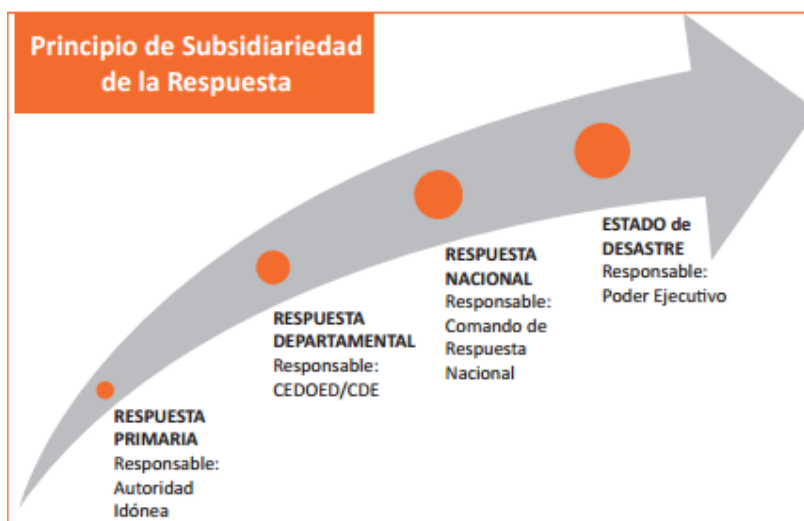 Principio de Subsidiariedad
de la Respuesta
RESPUESTA
PRIMARIA
Responsable:
Autoridad
Idónea
RESPUESTA
DEPARTAMENTAL
Responsable:
CEDOED/CDE
RESPUESTA
NACIONAL
Responsable:
Comando de
Respuesta
Nacional
ESTADO de
DESASTRE
Responsable:
Poder Ejecutivo